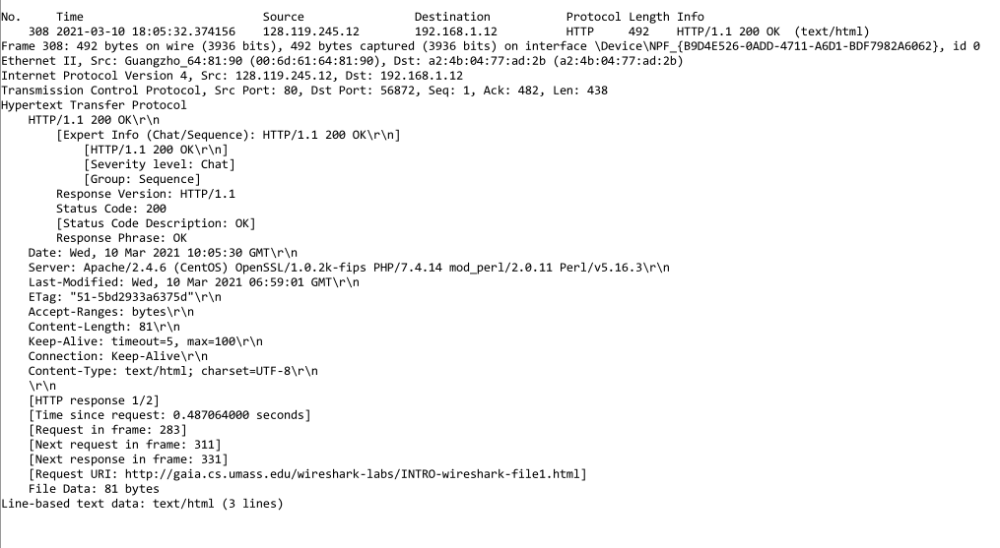 No. Time Source Destination Protocol Length Info
308 2021-03-10 18:05:32.374156 128.119.245.12 192.168.1.12 HTTP 492 HTTP/1.1 200 OK (text/html)
Frame 308: 492 bytes on wire (3936 bits), 492 bytes captured (3936 bits) on interface \Device\NPF_{B9D4E526-0ADD-4711-A6D1-BDF7982A6062}, id 0
Ethernet II, Src: Guangzho_64:81:90 (00:6d:61:64:81:90), Dst: a2:4b:04:77:ad:2b (a2:4b:04:77:ad:2b)
Internet Protocol Version 4, Src: 128.119.245.12, Dst: 192.168.1.12
Transmission Control Protocol, Src Port: 80, Dst Port: 56872, Seq: 1, Ack: 482, Len: 438
Hypertext Transfer Protocol
HTTP/1.1 200 OK\r\n
[Expert Info (Chat/Sequence): HTTP/1.1 200 OK\r\n]
[HTTP/1.1 200 OK\r\n]
[Severity level: Chat]
[Group: Sequence]
Response Version: HTTP/1.1
Status Code: 200
[Status Code Description: OK]
Response Phrase: OK
Date: Wed, 10 Mar 2021 10:05:30 GMT\r\n
Server: Apache/2.4.6 (CentOS) OpenSSL/1.0.2k-fips PHP/7.4.14 mod_perl/2.0.11 Perl/v5.16.3\r\n
Last-Modified: Wed, 10 Mar 2021 06:59:01 GMT\r\n
ETag: "51-5bd2933a6375d"\r\n
Accept-Ranges: bytes\r\n
Content-Length: 81\r\n
Keep-Alive: timeout=5, max=100\r\n
Connection: Keep-Alive\r\n
Content-Type: text/html; charset=UTF-8\r\n
\r\n
[HTTP response 1/2]
[Time since request: 0.487064000 seconds]
[Request in frame: 283]
[Next request in frame: 311]
[Next response in frame: 331]
[Request URI: http://gaia.cs.umass.edu/wireshark-labs/INTRO-wireshark-file1.html]
File Data: 81 bytes
Line-based text data: text/html (3 lines)